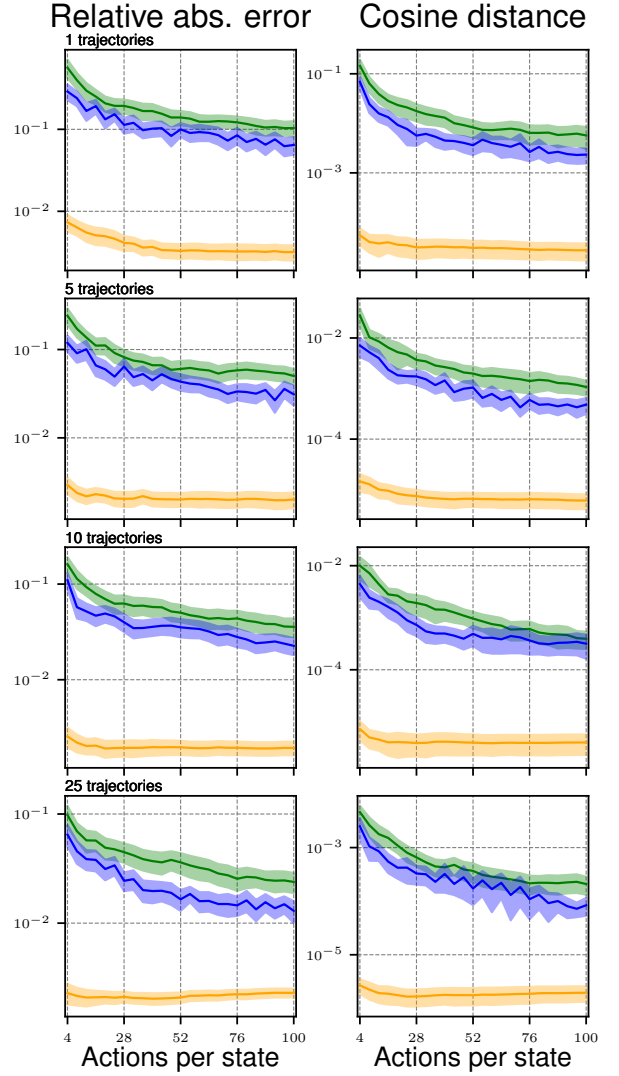 Relative abs. error
Cosine distance
1 trajectories
10⁻¹
10⁻²
10⁻¹
10⁻³
5 trajectories
10⁻¹
10⁻²
10⁻²
10⁻⁴
10 trajectories
10⁻¹
10⁻²
10⁻²
10⁻⁴
25 trajectories
10⁻¹
10⁻²
10⁻³
10⁻⁵
4 28 52 76 100
4 28 52 76 100
Actions per state
Actions per state